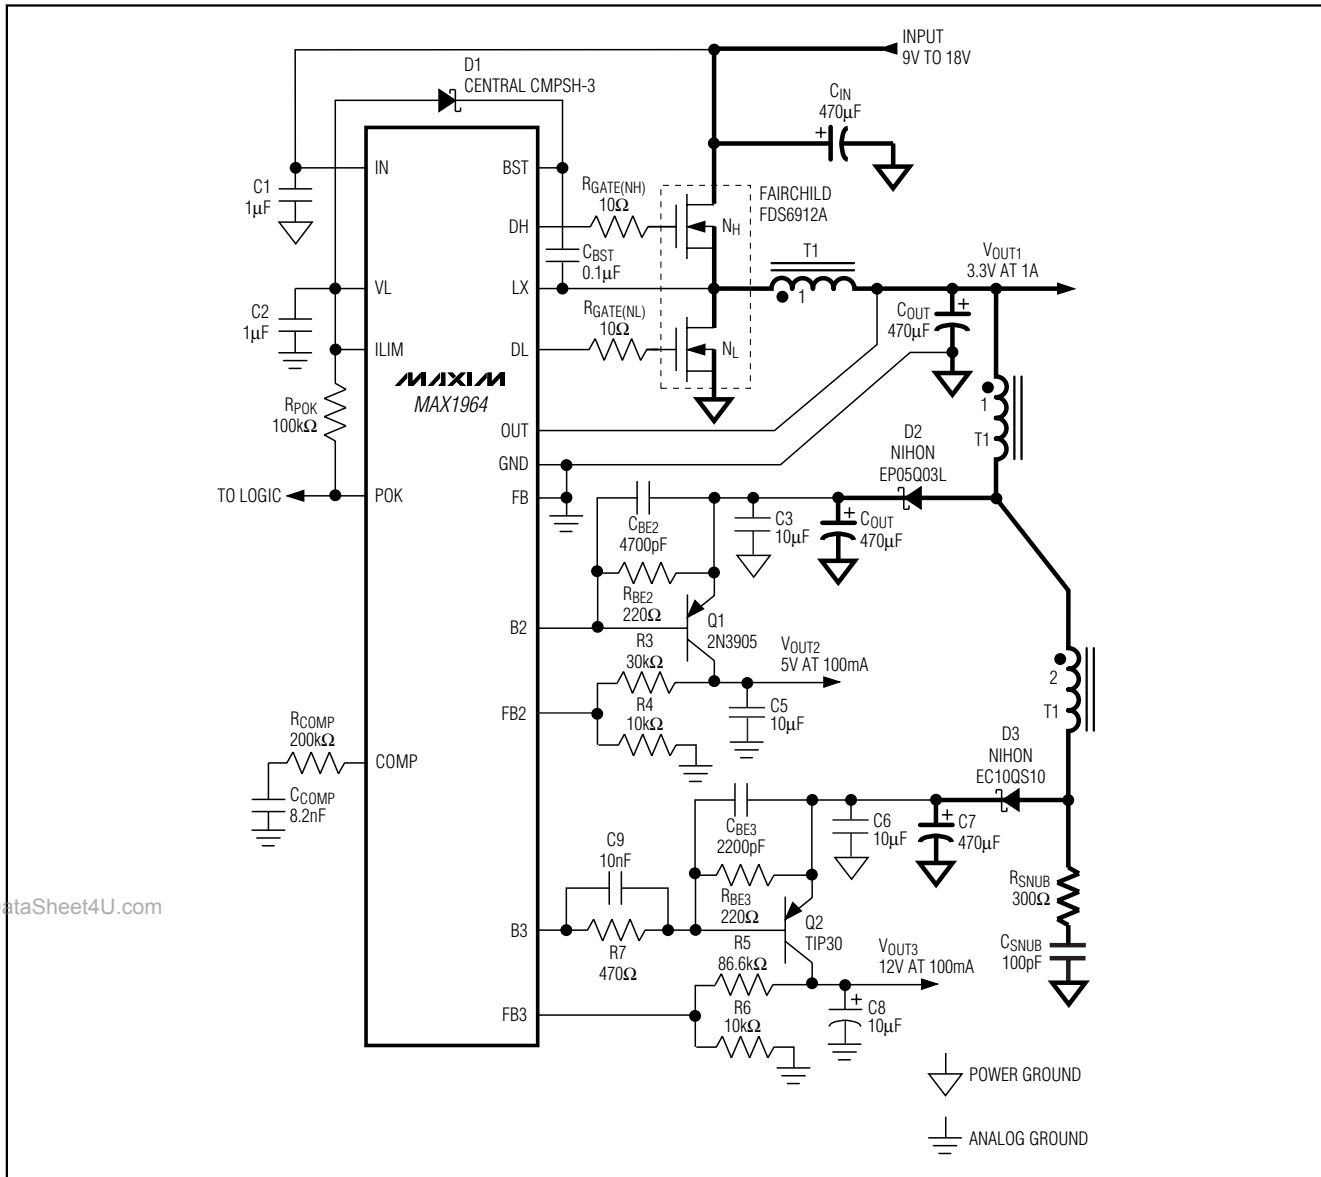 INPUT
9V TO 18V
D1
CENTRAL CMPSH-3
CIN
470µF
+
IN
BST
C1
1µF
RGATE(NH)
10Ω
FAIRCHILD
FDS6912A
DH
NH
CBST
0.1µF
T1
1
VOUT1
3.3V AT 1A
VL
LX
C2
1µF
RGATE(NL)
10Ω
COUT
470µF
+
ILIM
DL
NL
MAXIM
MAX1964
RPOK
100kΩ
1
T1
OUT
D2
NIHON
EP05Q03L
GND
TO LOGIC
POK
FB
CBE2
4700pF
C3
10µF
+
COUT
470µF
RBE2
220Ω
B2
Q1
2N3905
R3
30kΩ
VOUT2
5V AT 100mA
2
T1
FB2
R4
10kΩ
C5
10µF
RCOMP
200kΩ
COMP
D3
NIHON
EC10QS10
CCOMP
8.2nF
CBE3
2200pF
C6
10µF
+
C7
470µF
C9
10nF
RBE3
220Ω
RSNUB
300Ω
ataSheet4U.com
B3
R7
470Ω
Q2
TIP30
R5
86.6kΩ
VOUT3
12V AT 100mA
CSNUB
100pF
FB3
R6
10kΩ
+
C8
10µF
POWER GROUND
ANALOG GROUND